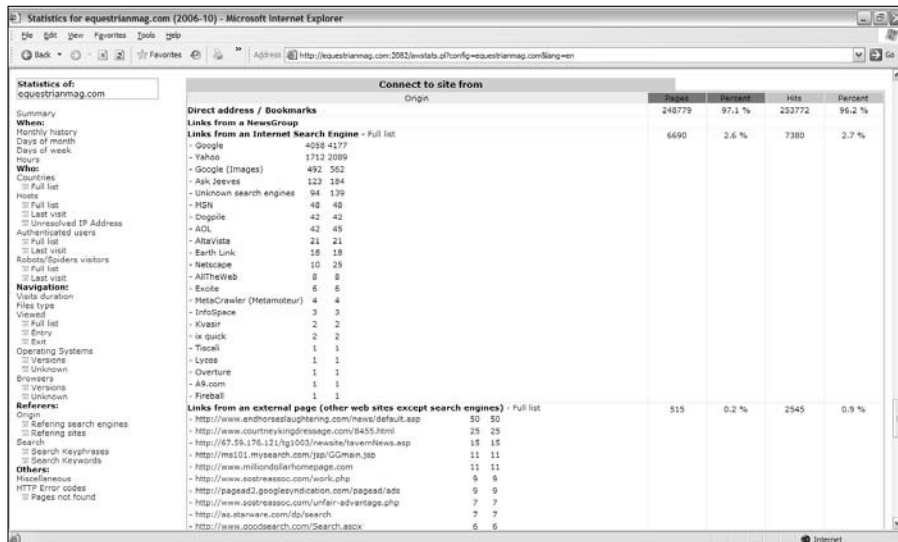 Statistics for equestrianmag.com (2006-10) - Microsoft Internet Explorer
File Edit View Favorites Tools Help
Back Favorites » Address http://equestrianmag.com:2082/awstats.pl?config=equestrianmag.com&lang=en Go
Statistics of:
equestrianmag.com
Summary
When:
Monthly history
Days of month
Days of week
Hours
Who:
Countries
Full list
Hosts
Full list
Last visit
Unresolved IP Address
Authenticated users
Full list
Last visit
Robots/Spiders visitors
Full list
Last visit
Navigation:
Visits duration
Files type
Viewed
Full list
Entry
Exit
Operating Systems
Versions
Unknown
Browsers
Versions
Unknown
Referers:
Origin
Refering search engines
Refering sites
Search
Search Keyphrases
Search Keywords
Others:
Miscellaneous
HTTP Error codes
Pages not found
Connect to site from
Origin Pages Percent Hits Percent
Direct address / Bookmarks 248779 97.1 % 253772 96.2 %
Links from a NewsGroup
Links from an Internet Search Engine - Full list 6690 2.6 % 7380 2.7 %
- Google 4058 4177
- Yahoo 1712 2089
- Google (Images) 492 562
- Ask Jeeves 123 184
- Unknown search engines 94 139
- MSN 48 48
- Dogpile 42 42
- AOL 42 45
- AltaVista 21 21
- Earth Link 18 18
- Netscape 10 25
- AllTheWeb 8 8
- Excite 6 6
- MetaCrawler (Metamoteur) 4 4
- InfoSpace 3 3
- Kvasir 2 2
- ix quick 2 2
- Tiscali 1 1
- Lycos 1 1
- Overture 1 1
- A9.com 1 1
- Fireball 1 1
Links from an external page (other web sites except search engines) - Full list 515 0.2 % 2545 0.9 %
- http://www.endhorseslaughtering.com/news/default.asp 50 50
- http://www.courtneykingdressage.com/8455.html 25 25
- http://67.59.176.121/tg1003/newsite/tavernNews.asp 15 15
- http://ms101.mysearch.com/jsp/GGmain.jsp 11 11
- http://www.milliondollarhomepage.com 11 11
- http://www.sostreassoc.com/work.php 9 9
- http://pagead2.googlesyndication.com/pagead/ads 9 9
- http://www.sostreassoc.com/unfair-advantage.php 7 7
- http://as.starware.com/dp/search 7 7
- http://www.goodsearch.com/Search.aspx 6 6
Internet